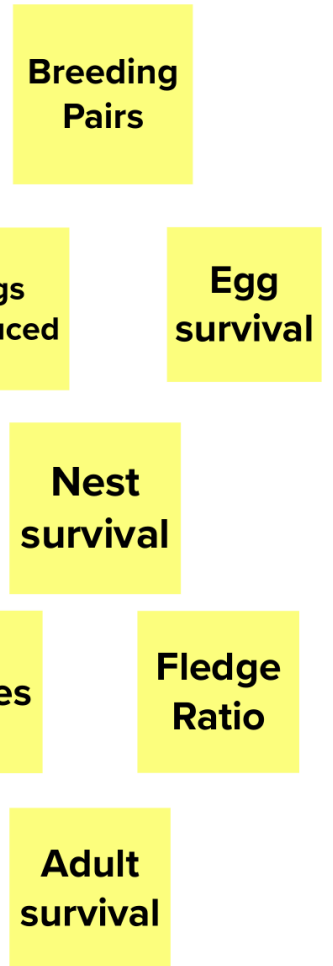 Breeding
Pairs
Egg
survival
Nest
survival
Fledge
Ratio
Adult
survival